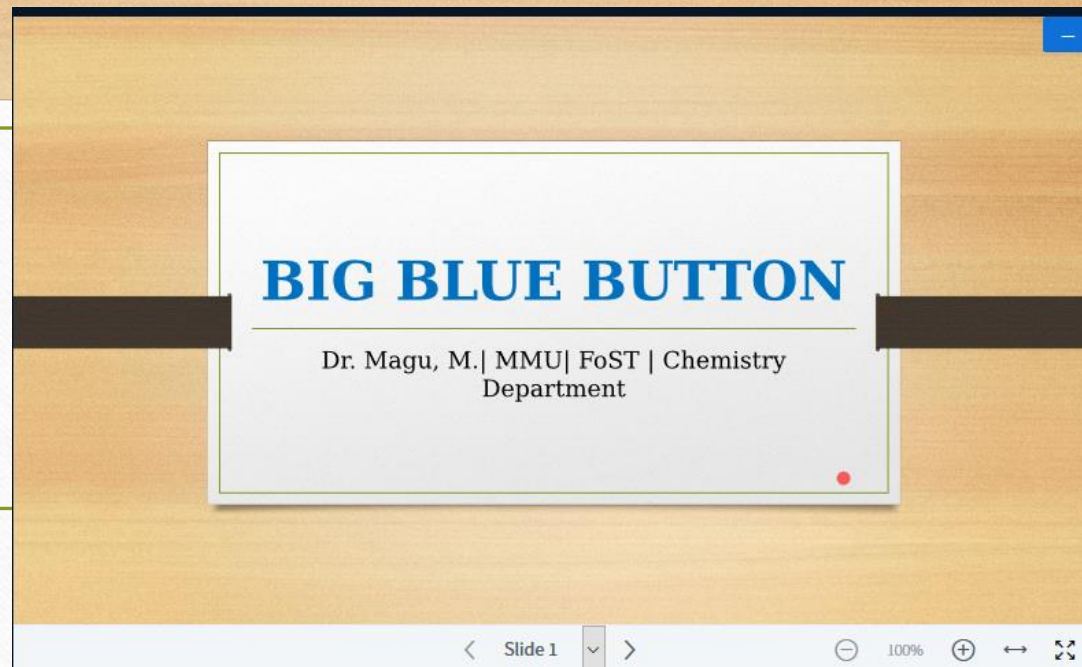 BIG BLUE BUTTON
Dr. Magu, M.| MMU| FoST | Chemistry
Department
Slide 1
100%